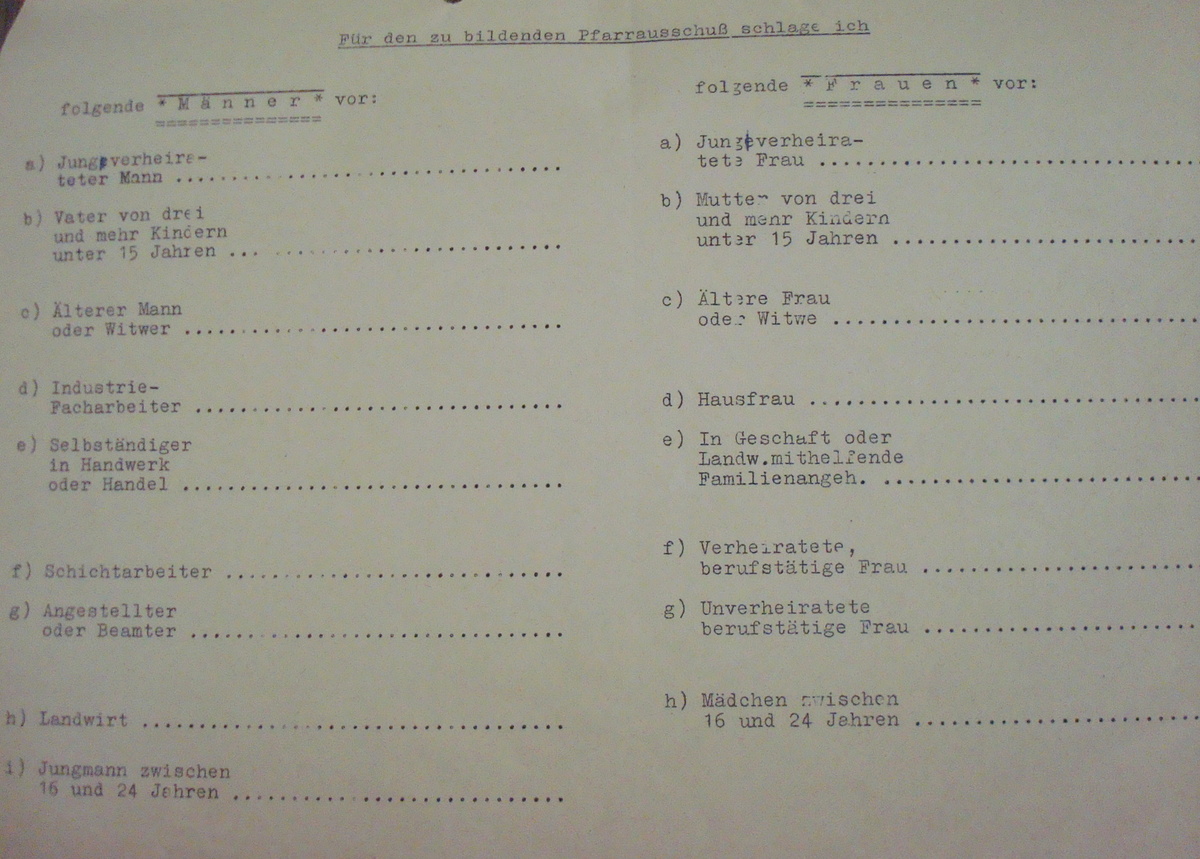 Für den zu bildenden Pfarrausschuß schlage ich
folgende * M ä n n e r * vor:
===============
a) Jungverheira-
teter Mann ........................................
b) Vater von drei
und mehr Kindern
unter 15 Jahren ... ..............................
c) Älterer Mann
oder Witwer .......................................
d) Industrie-
Facharbeiter ......................................
e) Selbständiger
in Handwerk
oder Handel .......................................
f) Schichtarbeiter ...................................
g) Angestellter
oder Beamter ......................................
h) Landwirt ..........................................
i) Jungmann zwischen
16 und 24 Jahren ..................................
folgende * F r a u e n * vor:
===============
a) Jungverheira-
tete Frau ...............................
b) Mutter von drei
und mehr Kindern
unter 15 Jahren .........................
c) Ältere Frau
oder Witwe ..............................
d) Hausfrau ................................
e) In Geschaft oder
Landw.mithelfende
Familienangeh. ..........................
f) Verheiratete,
berufstätige Frau .......................
g) Unverheiratete
berufstätige Frau .......................
h) Mädchen zwischen
16 und 24 Jahren ........................